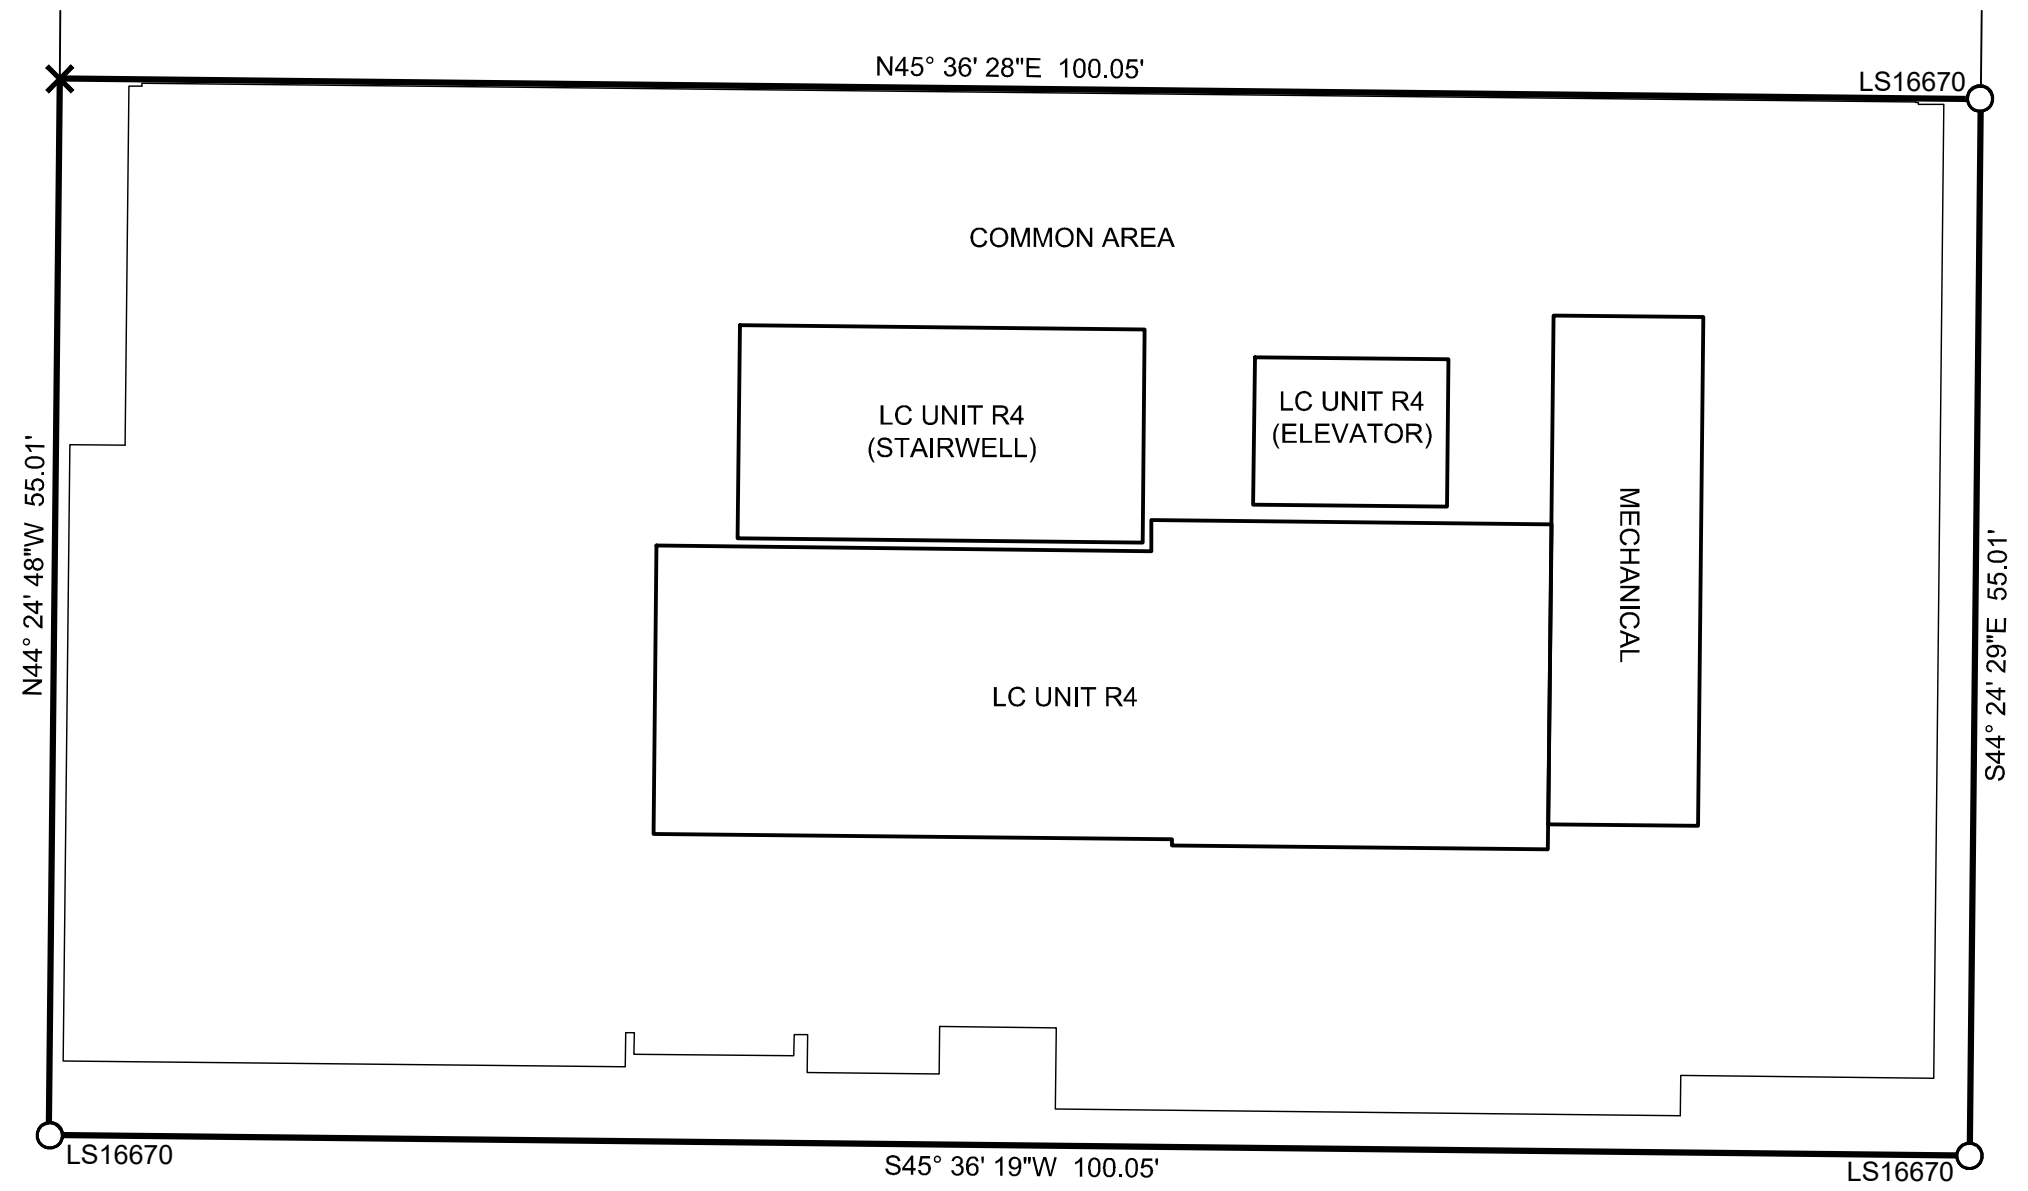 N45° 36' 28"E 100.05'
LS16670
COMMON AREA
LC UNIT R4
(STAIRWELL)
LC UNIT R4
(ELEVATOR)
MECHANICAL
N44° 24' 48"W 55.01'
S44° 24' 29"E 55.01'
LC UNIT R4
LS16670
S45° 36' 19"W 100.05'
LS16670